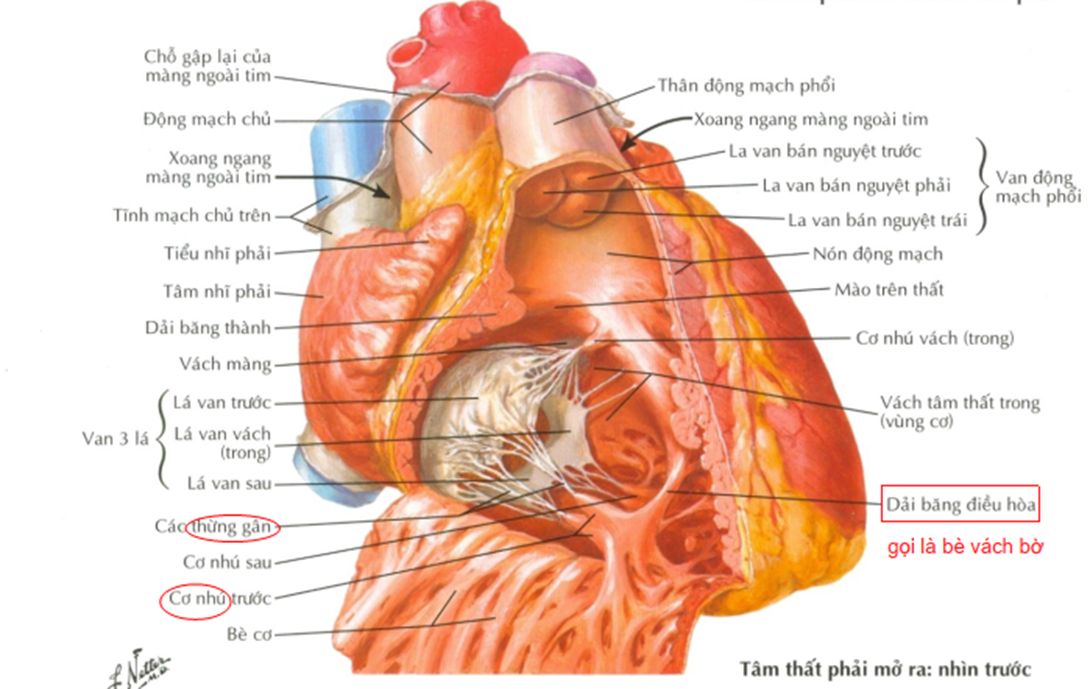 Chỗ gập lại của
màng ngoài tim
Động mạch chủ
Xoang ngang
màng ngoài tim
Tĩnh mạch chủ trên
Tiểu nhĩ phải
Tâm nhĩ phải
Dải băng thành
Vách màng
Van 3 lá
Lá van trước
Lá van vách
(trong)
Lá van sau
Các thừng gân
Cơ nhú sau
Cơ nhú trước
Bè cơ
Thân động mạch phổi
Xoang ngang màng ngoài tim
La van bán nguyệt trước
La van bán nguyệt phải
La van bán nguyệt trái
Van động
mạch phổi
Nón động mạch
Mào trên thất
Cơ nhú vách (trong)
Vách tâm thất trong
(vùng cơ)
Dải băng điều hòa
gọi là bè vách bờ
Tâm thất phải mở ra: nhìn trước
F. Netter
M.D.